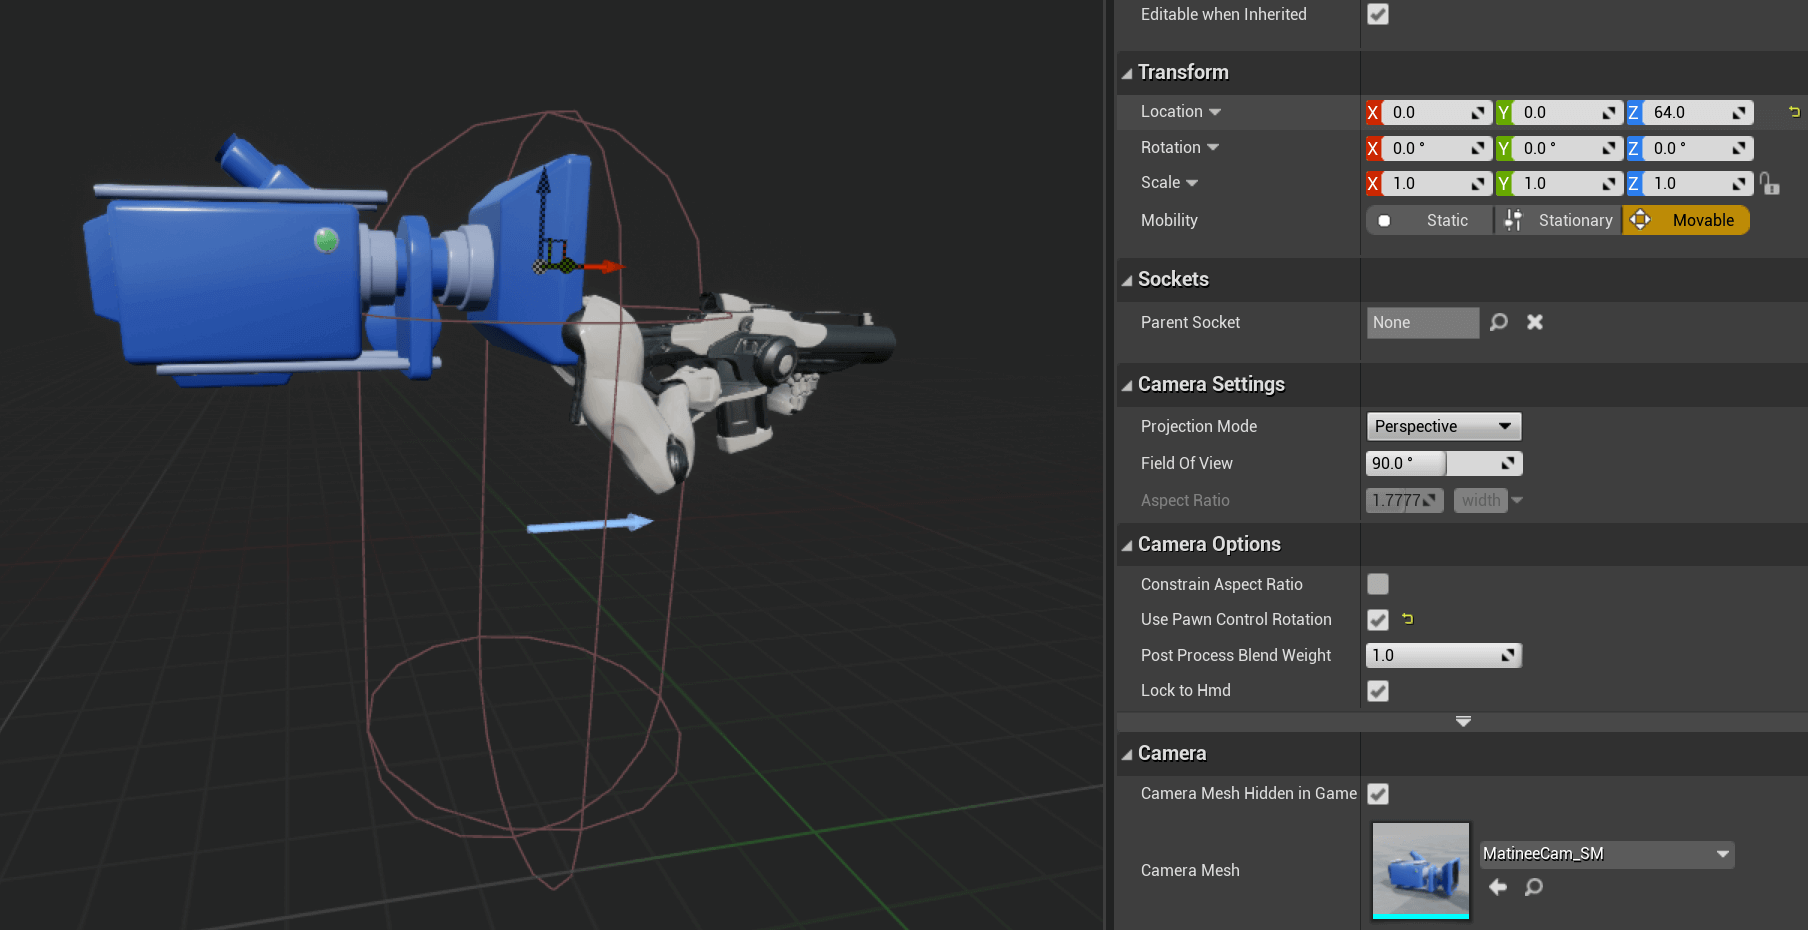 Editable when Inherited
Transform
Location X 0.0 Y 0.0 Z 64.0
Rotation X 0.0 ° Y 0.0 ° Z 0.0 °
Scale X 1.0 Y 1.0 Z 1.0
Mobility Static Stationary Movable
Sockets
Parent Socket None
Camera Settings
Projection Mode Perspective
Field Of View 90.0 °
Aspect Ratio 1.7777 width
Camera Options
Constrain Aspect Ratio
Use Pawn Control Rotation
Post Process Blend Weight 1.0
Lock to Hmd
Camera
Camera Mesh Hidden in Game
MatineeCam_SM
Camera Mesh